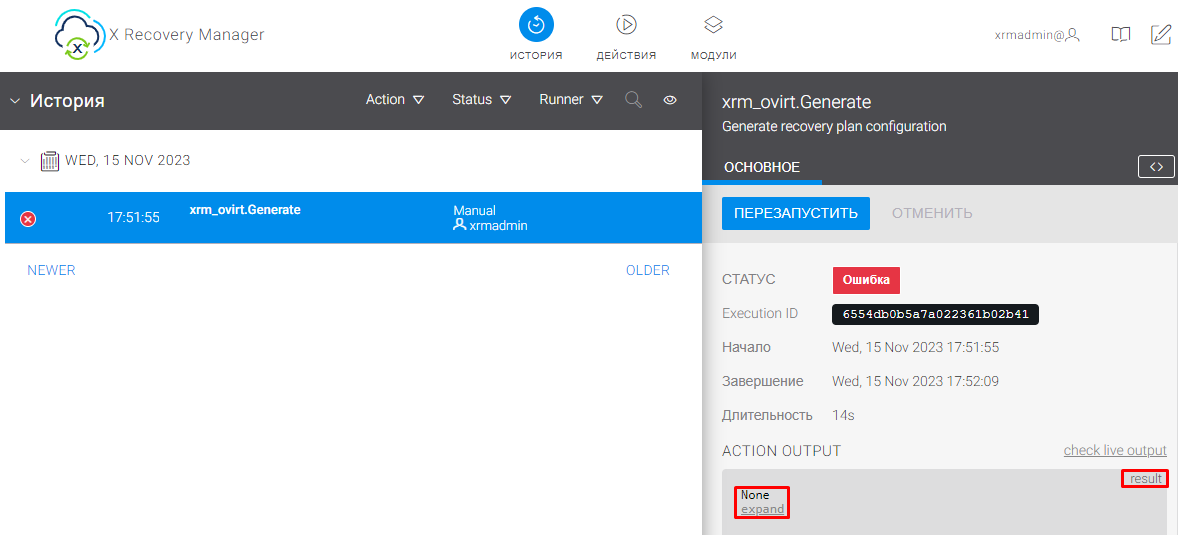 X Recovery Manager
ИСТОРИЯ
ДЕЙСТВИЯ
МОДУЛИ
xrmadmin@
История
Action
Status
Runner
WED, 15 NOV 2023
17:51:55
xrm_ovirt.Generate
Manual
xrmadmin
NEWER
OLDER
xrm_ovirt.Generate
Generate recovery plan configuration
ОСНОВНОЕ
<>
ПЕРЕЗАПУСТИТЬ
ОТМЕНИТЬ
СТАТУС Ошибка
Execution ID 6554db0b5a7a022361b02b41
Начало Wed, 15 Nov 2023 17:51:55
Завершение Wed, 15 Nov 2023 17:52:09
Длительность 14s
ACTION OUTPUT check live output
result
None
expand